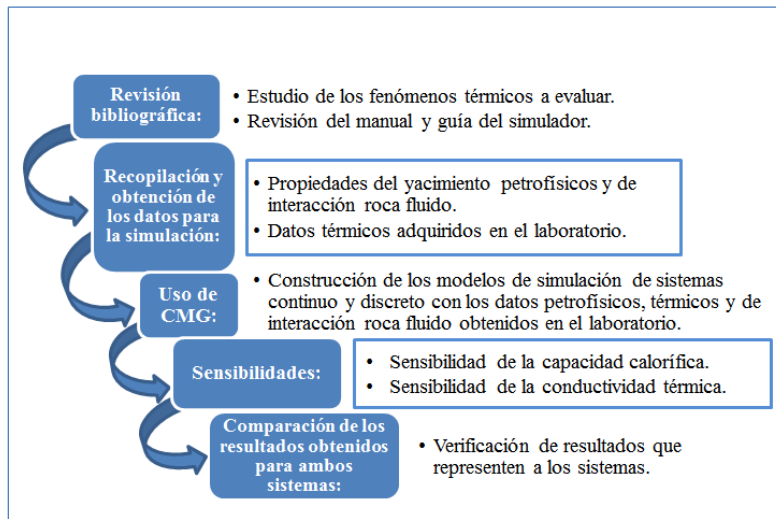 Revisión
bibliográfica:
• Estudio de los fenómenos térmicos a evaluar.
• Revisión del manual y guía del simulador.
Recopilación y
obtención de
los datos para
la simulación:
• Propiedades del yacimiento petrofísicos y de
interacción roca fluido.
• Datos térmicos adquiridos en el laboratorio.
Uso de
CMG:
• Construcción de los modelos de simulación de sistemas
continuo y discreto con los datos petrofísicos, térmicos y de
interacción roca fluido obtenidos en el laboratorio.
Sensibilidades:
• Sensibilidad de la capacidad calorífica.
• Sensibilidad de la conductividad térmica.
Comparación de los
resultados obtenidos
para ambos
sistemas:
• Verificación de resultados que
representen a los sistemas.